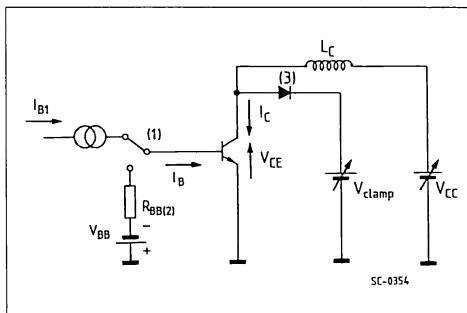 L_C
(3)
I_B1
(1)
I_C
I_B
V_CE
V_clamp
V_CC
R_BB(2)
V_BB
−
+
SC-0354